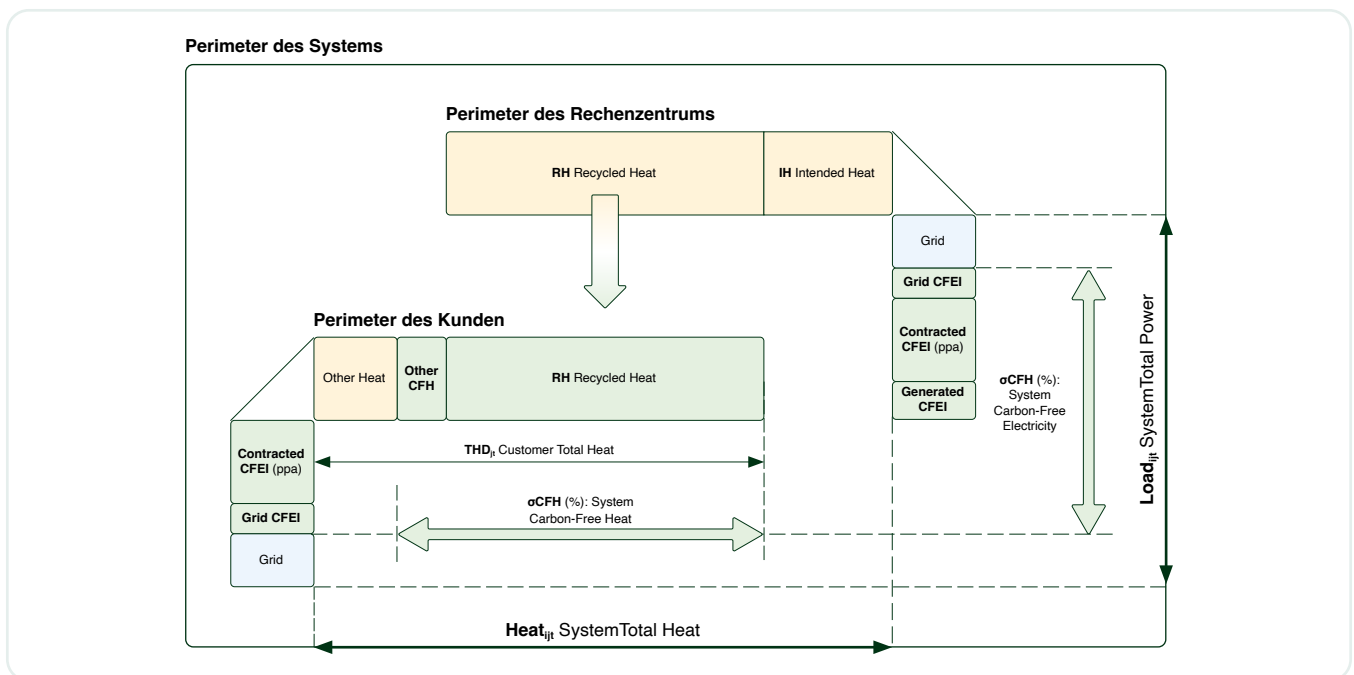 Perimeter des Systems
Perimeter des Rechenzentrums
RH Recycled Heat
IH Intended Heat
Grid
Grid CFEI
Contracted
CFEI (ppa)
Generated
CFEI
σCFH (%):
System
Carbon-Free
Electricity
Loadijt SystemTotal Power
Perimeter des Kunden
Other Heat
Other
CFH
RH Recycled Heat
Contracted
CFEI (ppa)
Grid CFEI
Grid
THDjt Customer Total Heat
σCFH (%): System
Carbon-Free Heat
Heatijt SystemTotal Heat